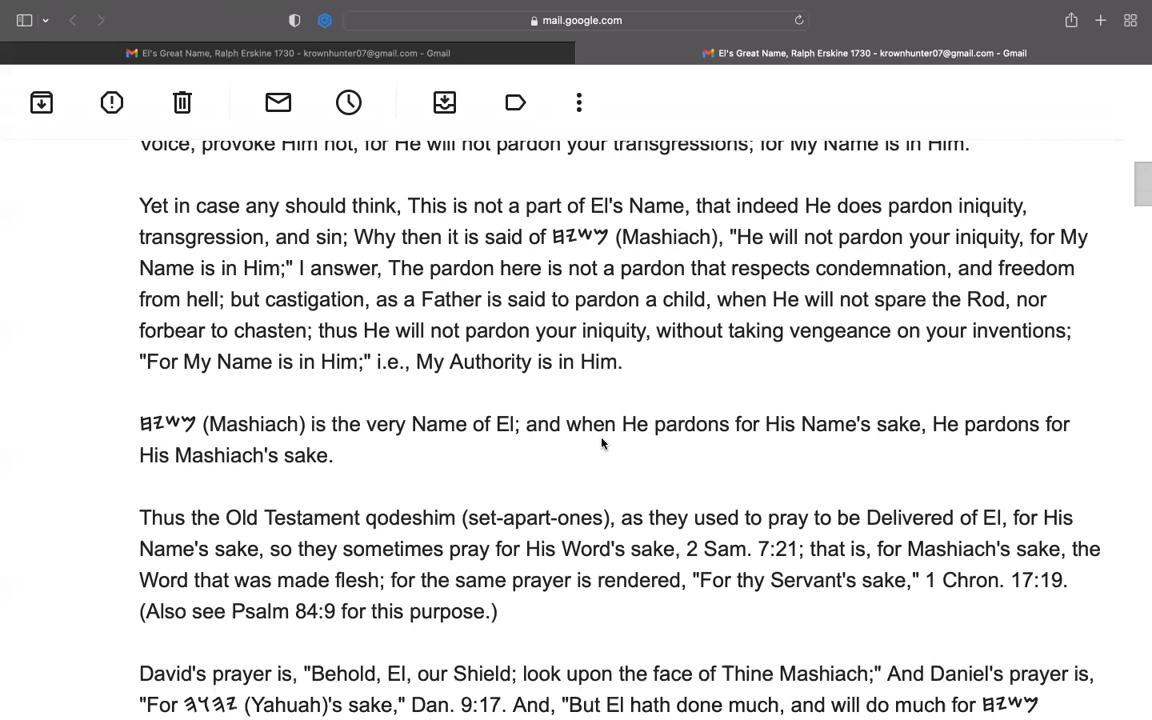 mail.google.com
El's Great Name, Ralph Erskine 1730 - krownhunter07@gmail.com - Gmail
El's Great Name, Ralph Erskine 1730 - krownhunter07@gmail.com - Gmail
Voice, provoke Him not, for He will not pardon your transgressions; for My Name is in Him.
Yet in case any should think, This is not a part of El's Name, that indeed He does pardon iniquity,
transgression, and sin; Why then it is said of 𐤌𐤔𐤉𐤇 (Mashiach), "He will not pardon your iniquity, for My
Name is in Him;" I answer, The pardon here is not a pardon that respects condemnation, and freedom
from hell; but castigation, as a Father is said to pardon a child, when He will not spare the Rod, nor
forbear to chasten; thus He will not pardon your iniquity, without taking vengeance on your inventions;
"For My Name is in Him;" i.e., My Authority is in Him.
𐤌𐤔𐤉𐤇 (Mashiach) is the very Name of El; and when He pardons for His Name's sake, He pardons for
His Mashiach's sake.
Thus the Old Testament qodeshim (set-apart-ones), as they used to pray to be Delivered of El, for His
Name's sake, so they sometimes pray for His Word's sake, 2 Sam. 7:21; that is, for Mashiach's sake, the
Word that was made flesh; for the same prayer is rendered, "For thy Servant's sake," 1 Chron. 17:19.
(Also see Psalm 84:9 for this purpose.)
David's prayer is, "Behold, El, our Shield; look upon the face of Thine Mashiach;" And Daniel's prayer is,
"For 𐤉𐤄𐤅𐤄 (Yahuah)'s sake," Dan. 9:17. And, "But El hath done much, and will do much for 𐤌𐤔𐤉𐤇